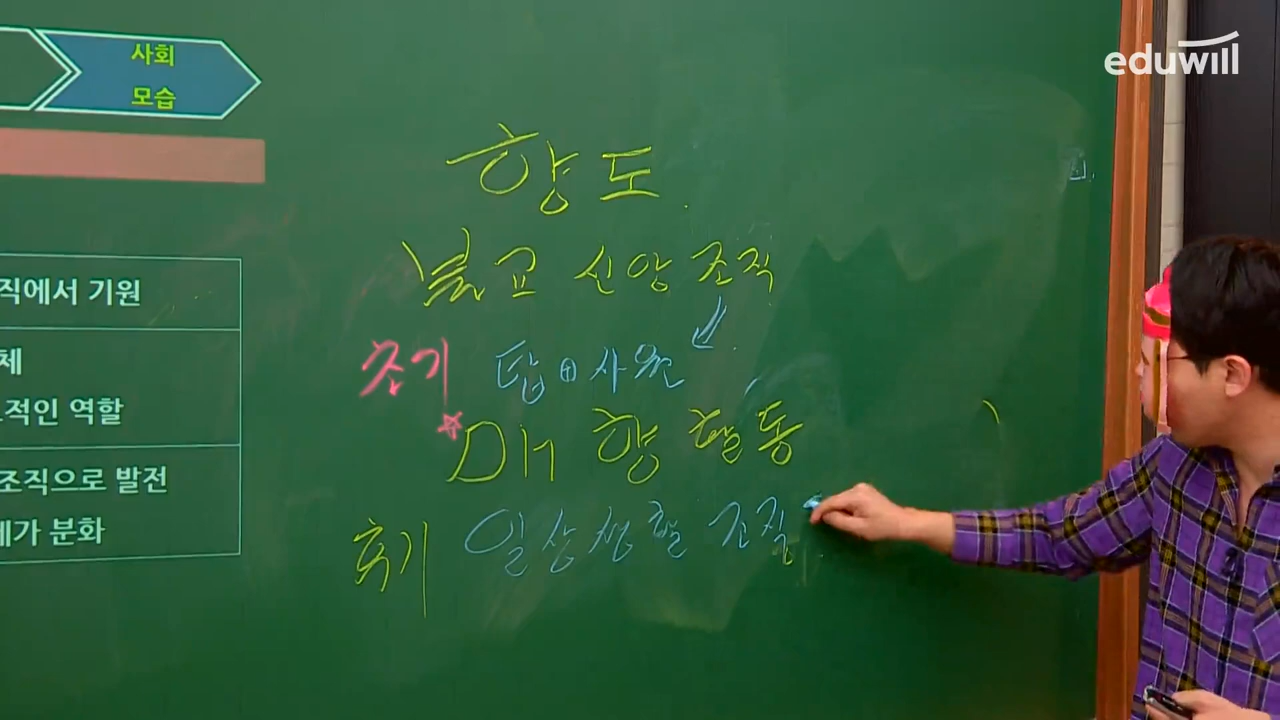 사회
모습
eduwill
향도
불교 신앙 조직
초기 탑 사원
매향 활동
후기 일상생활 조직
직에서 기원
체
적인 역할
조직으로 발전
가 분화